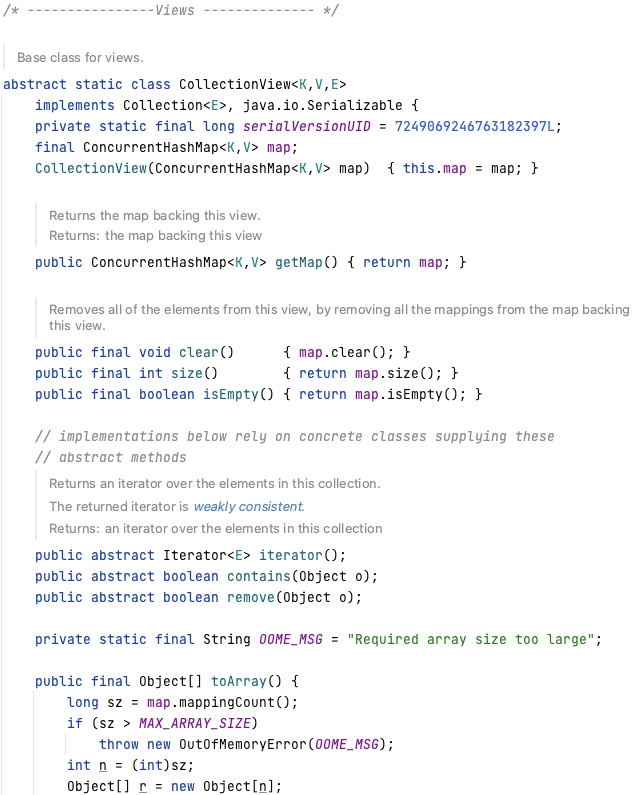 /* ----------------Views -------------- */
Base class for views.
abstract static class CollectionView<K,V,E>
    implements Collection<E>, java.io.Serializable {
    private static final long serialVersionUID = 7249069246763182397L;
    final ConcurrentHashMap<K,V> map;
    CollectionView(ConcurrentHashMap<K,V> map)  { this.map = map; }
    Returns the map backing this view.
    Returns: the map backing this view
    public ConcurrentHashMap<K,V> getMap() { return map; }
    Removes all of the elements from this view, by removing all the mappings from the map backing
    this view.
    public final void clear()      { map.clear(); }
    public final int size()        { return map.size(); }
    public final boolean isEmpty() { return map.isEmpty(); }
    // implementations below rely on concrete classes supplying these
    // abstract methods
    Returns an iterator over the elements in this collection.
    The returned iterator is weakly consistent.
    Returns: an iterator over the elements in this collection
    public abstract Iterator<E> iterator();
    public abstract boolean contains(Object o);
    public abstract boolean remove(Object o);
    private static final String OOME_MSG = "Required array size too large";
    public final Object[] toArray() {
        long sz = map.mappingCount();
        if (sz > MAX_ARRAY_SIZE)
            throw new OutOfMemoryError(OOME_MSG);
        int n = (int)sz;
        Object[] r = new Object[n];